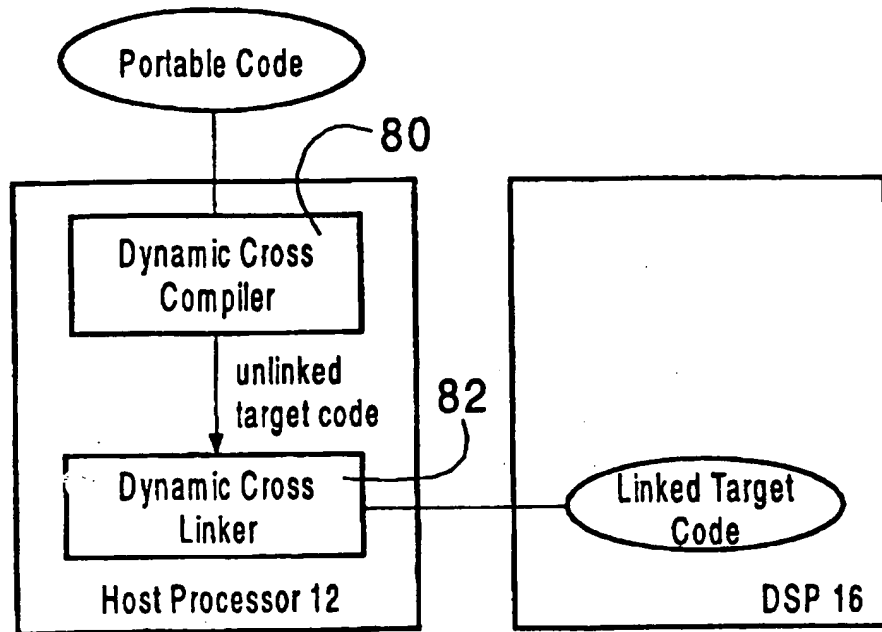 Portable Code
80
Dynamic Cross
Compiler
unlinked
target code
82
Dynamic Cross
Linker
Linked Target
Code
Host Processor 12
DSP 16